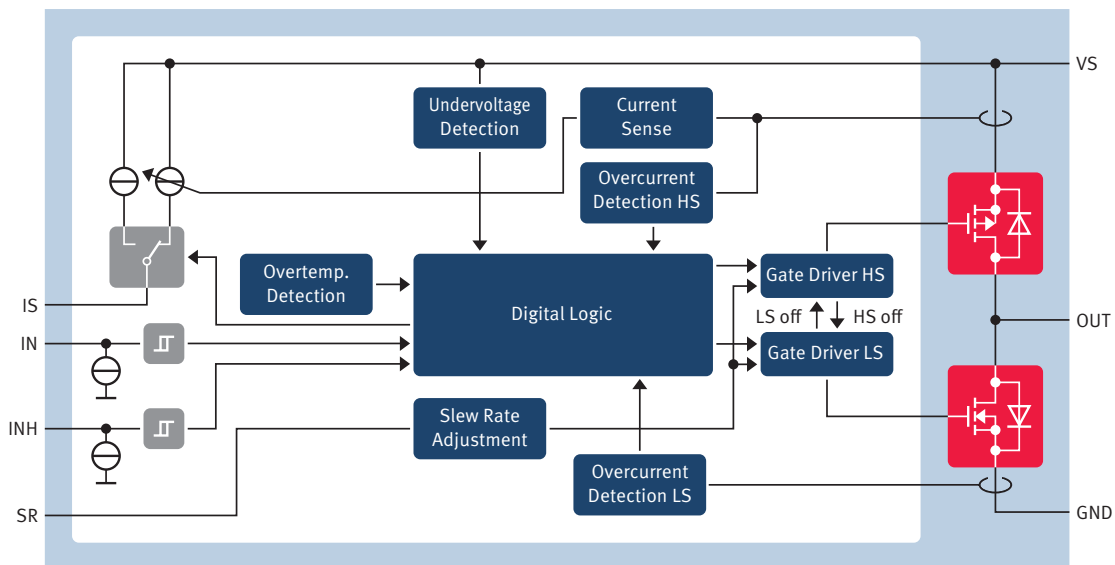 VS
Undervoltage
Detection
Current
Sense
Overcurrent
Detection HS
Overtemp.
Detection
Digital Logic
Gate Driver HS
LS off
HS off
Gate Driver LS
IS
IN
INH
SR
OUT
Slew Rate
Adjustment
Overcurrent
Detection LS
GND